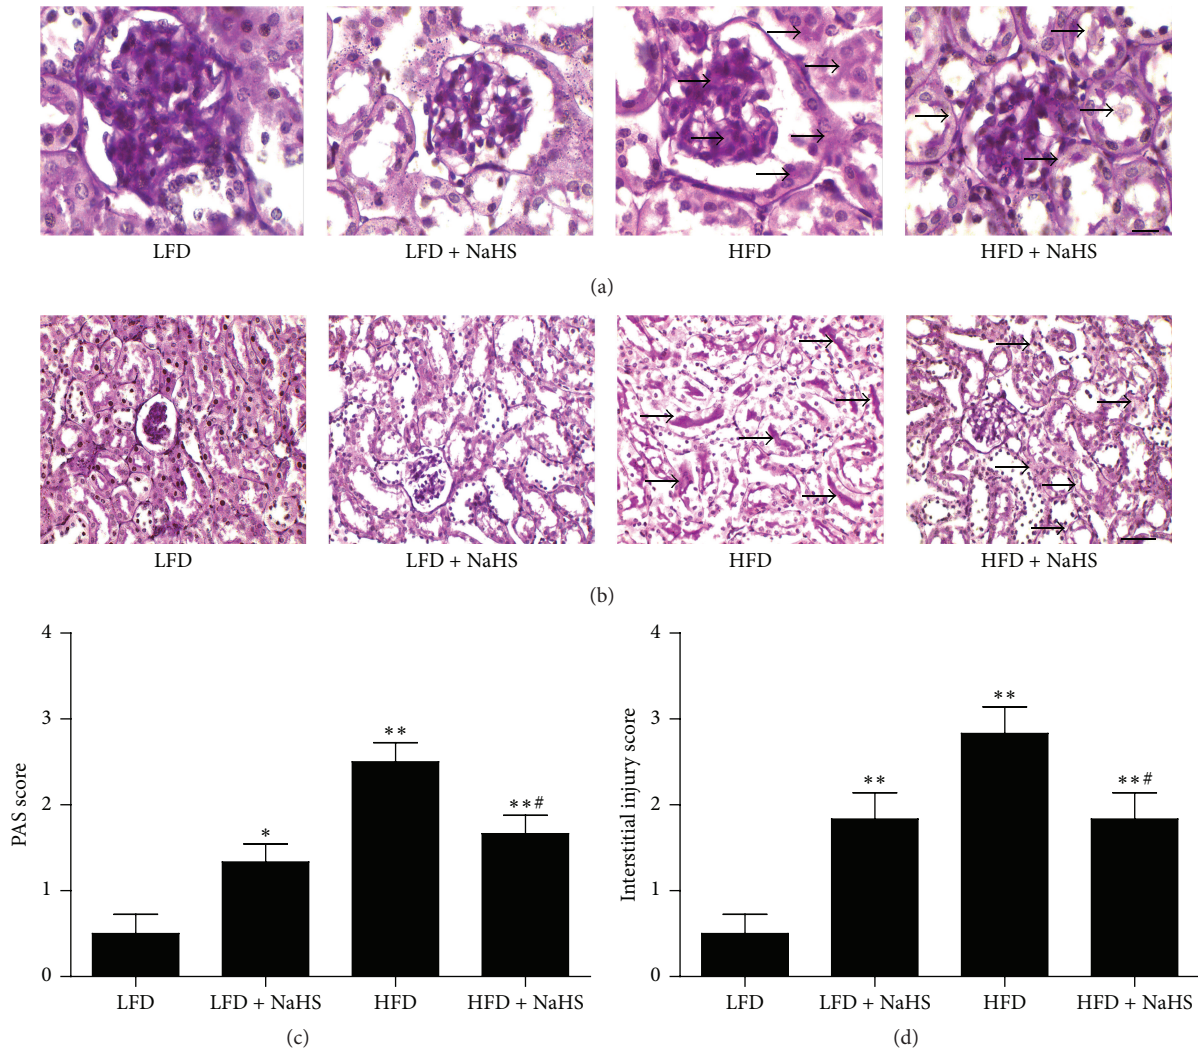 LFD
LFD + NaHS
HFD
HFD + NaHS
(a)
LFD
LFD + NaHS
HFD
HFD + NaHS
(b)
PAS score
4
3
2
1
0
*
**
**#
LFD
LFD + NaHS
HFD
HFD + NaHS
(c)
Interstitial injury score
4
3
2
1
0
**
**
**#
LFD
LFD + NaHS
HFD
HFD + NaHS
(d)